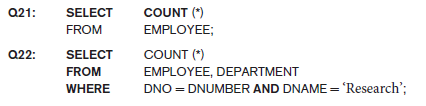 Q21: SELECT COUNT (*)
FROM EMPLOYEE;
Q22: SELECT COUNT (*)
FROM EMPLOYEE, DEPARTMENT
WHERE DNO = DNUMBER AND DNAME = ‘Research’;